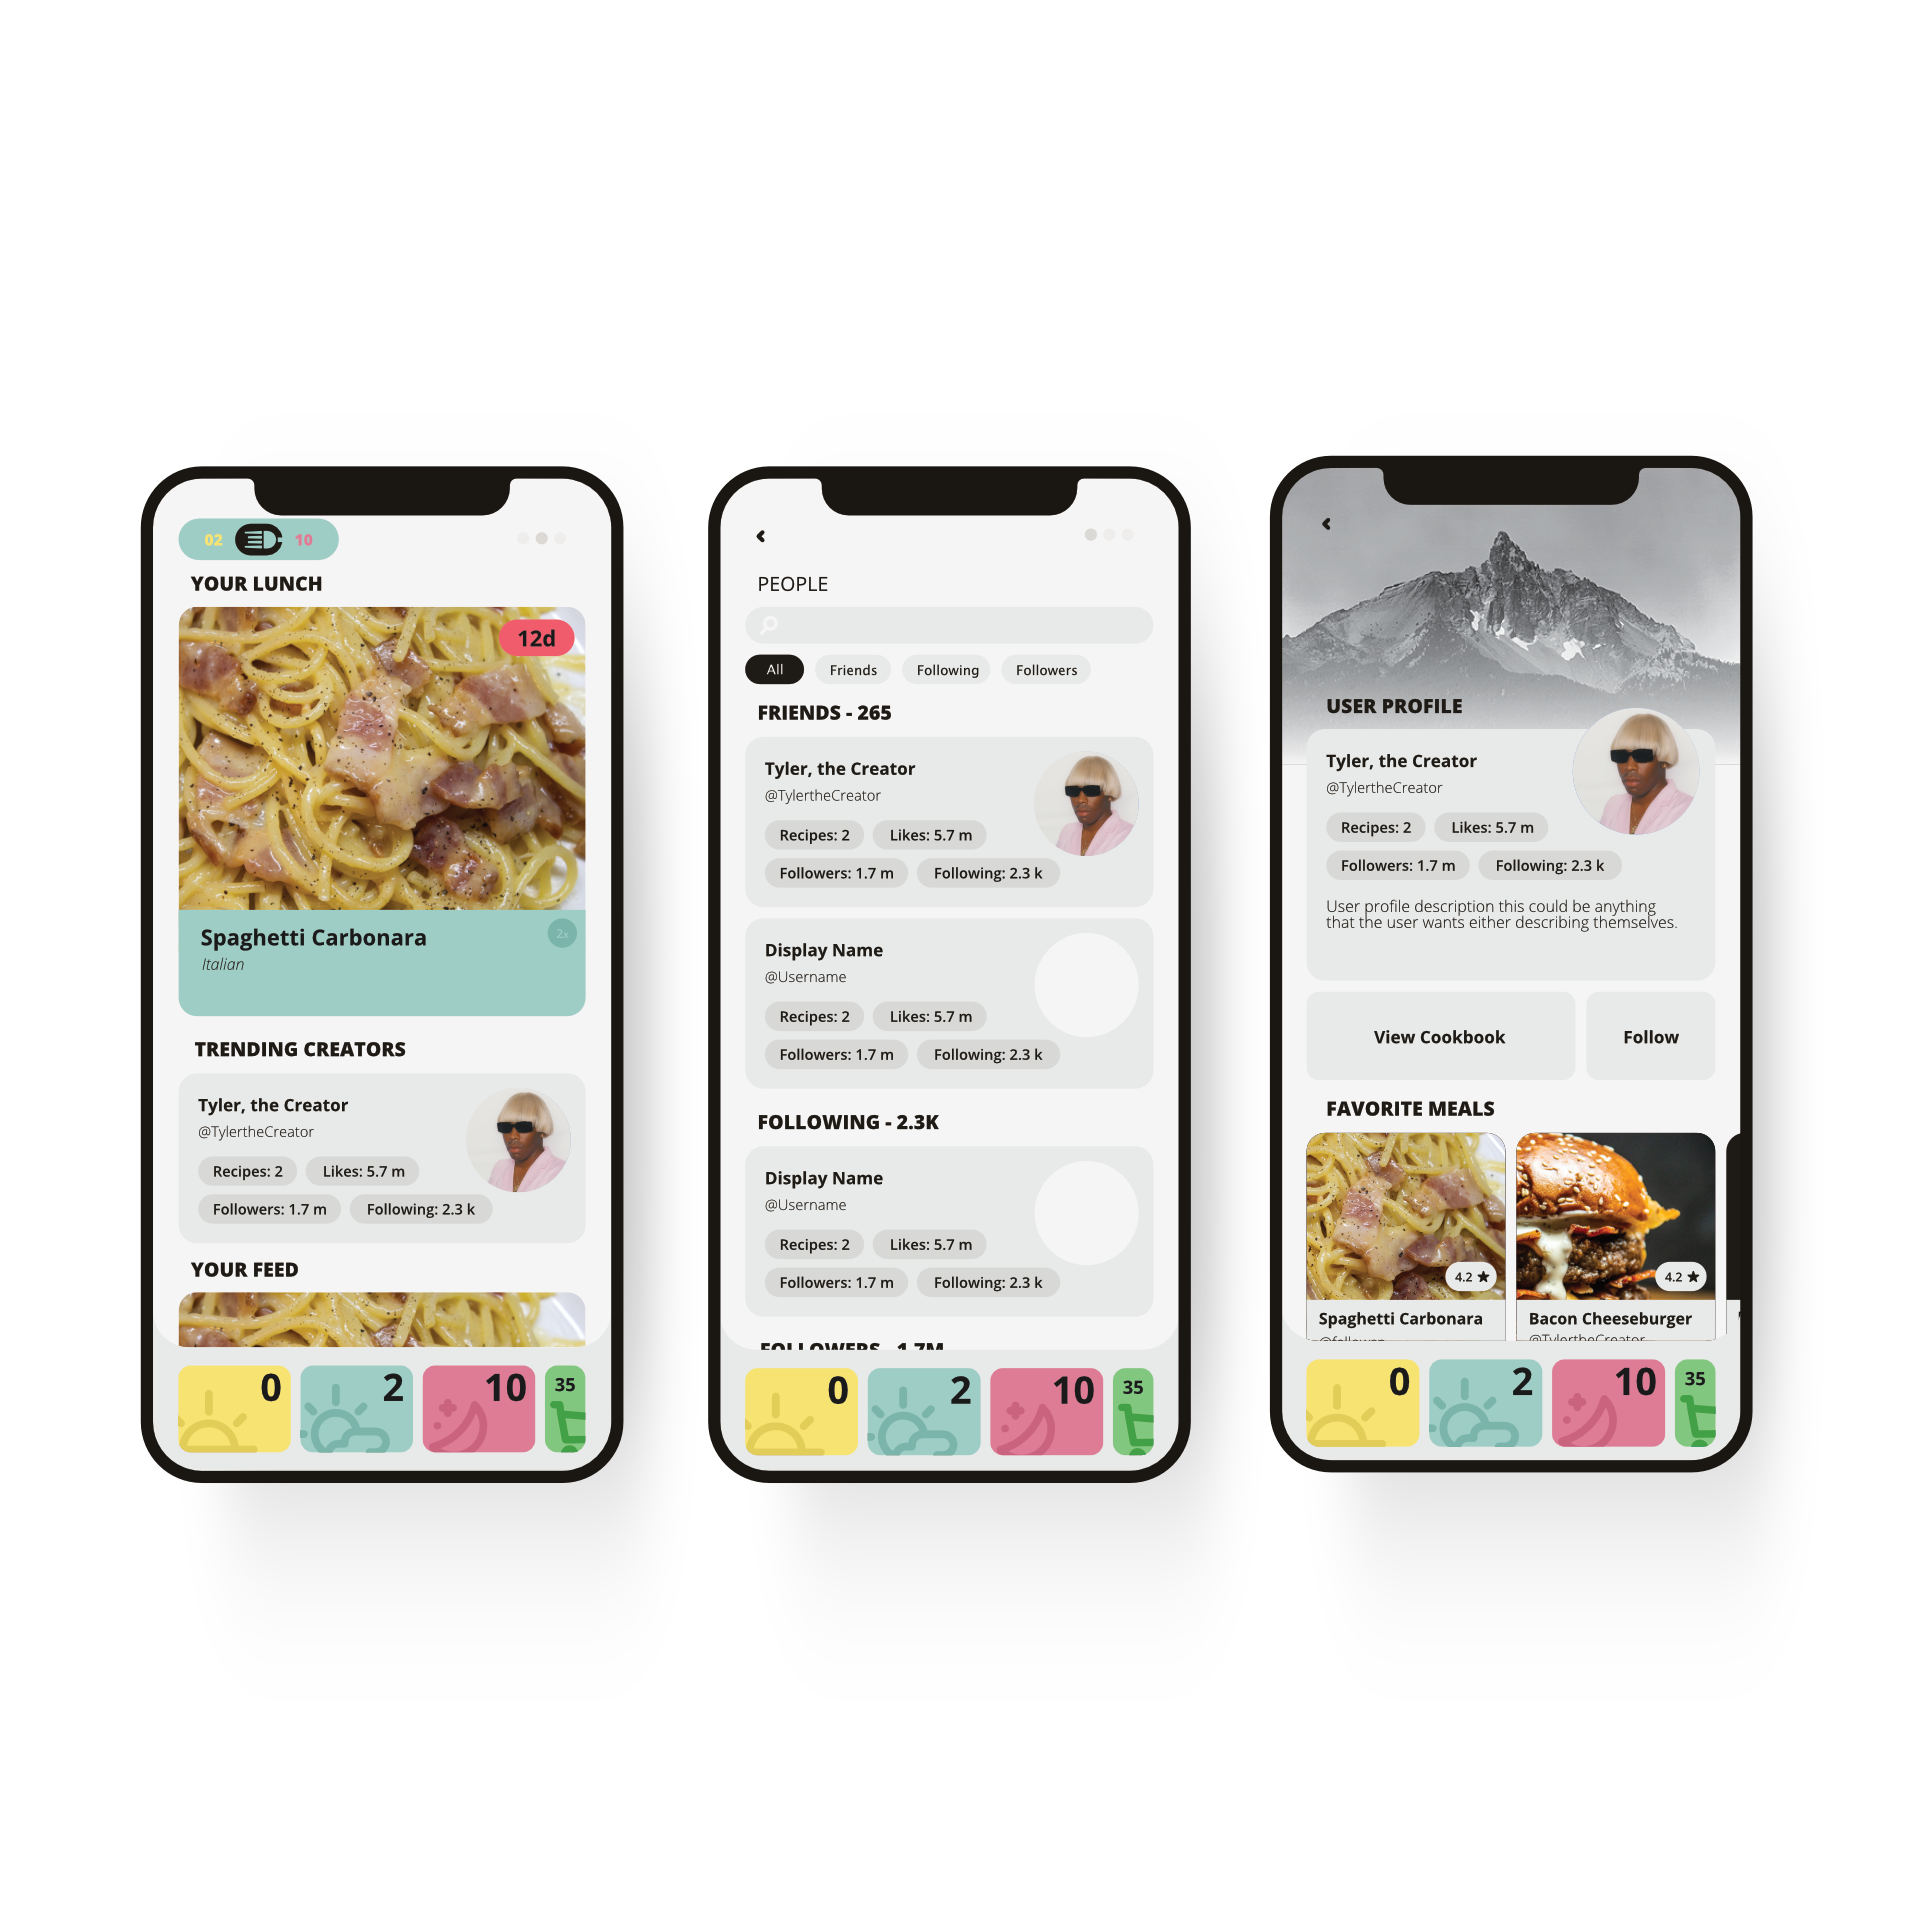 02 10
YOUR LUNCH
12d
Spaghetti Carbonara
2x
Italian
TRENDING CREATORS
Tyler, the Creator
@TylertheCreator
Recipes: 2 Likes: 5.7 m
Followers: 1.7 m Following: 2.3 k
YOUR FEED
0 2 10 35
PEOPLE
All Friends Following Followers
FRIENDS - 265
Tyler, the Creator
@TylertheCreator
Recipes: 2 Likes: 5.7 m
Followers: 1.7 m Following: 2.3 k
Display Name
@Username
Recipes: 2 Likes: 5.7 m
Followers: 1.7 m Following: 2.3 k
FOLLOWING - 2.3K
Display Name
@Username
Recipes: 2 Likes: 5.7 m
Followers: 1.7 m Following: 2.3 k
FOLLOWERS - 1.7M
0 2 10 35
USER PROFILE
Tyler, the Creator
@TylertheCreator
Recipes: 2 Likes: 5.7 m
Followers: 1.7 m Following: 2.3 k
User profile description this could be anything
that the user wants either describing themselves.
View Cookbook Follow
FAVORITE MEALS
4.2 4.2
Spaghetti Carbonara Bacon Cheeseburger
@TylertheCreator
0 2 10 35